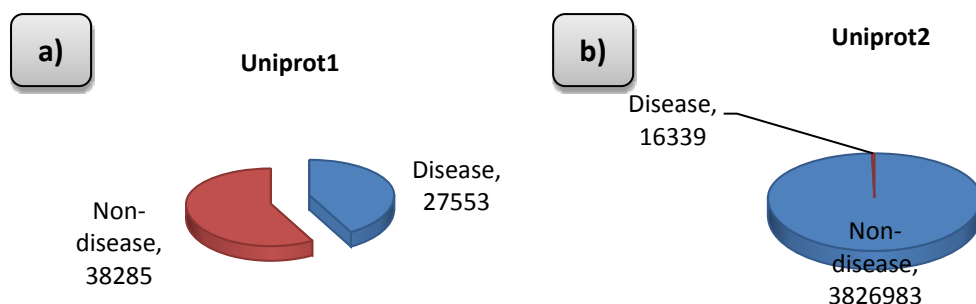 a)
Uniprot1
Disease,
27553
Non-
disease,
38285
b)
Uniprot2
Disease,
16339
Non-
disease,
3826983